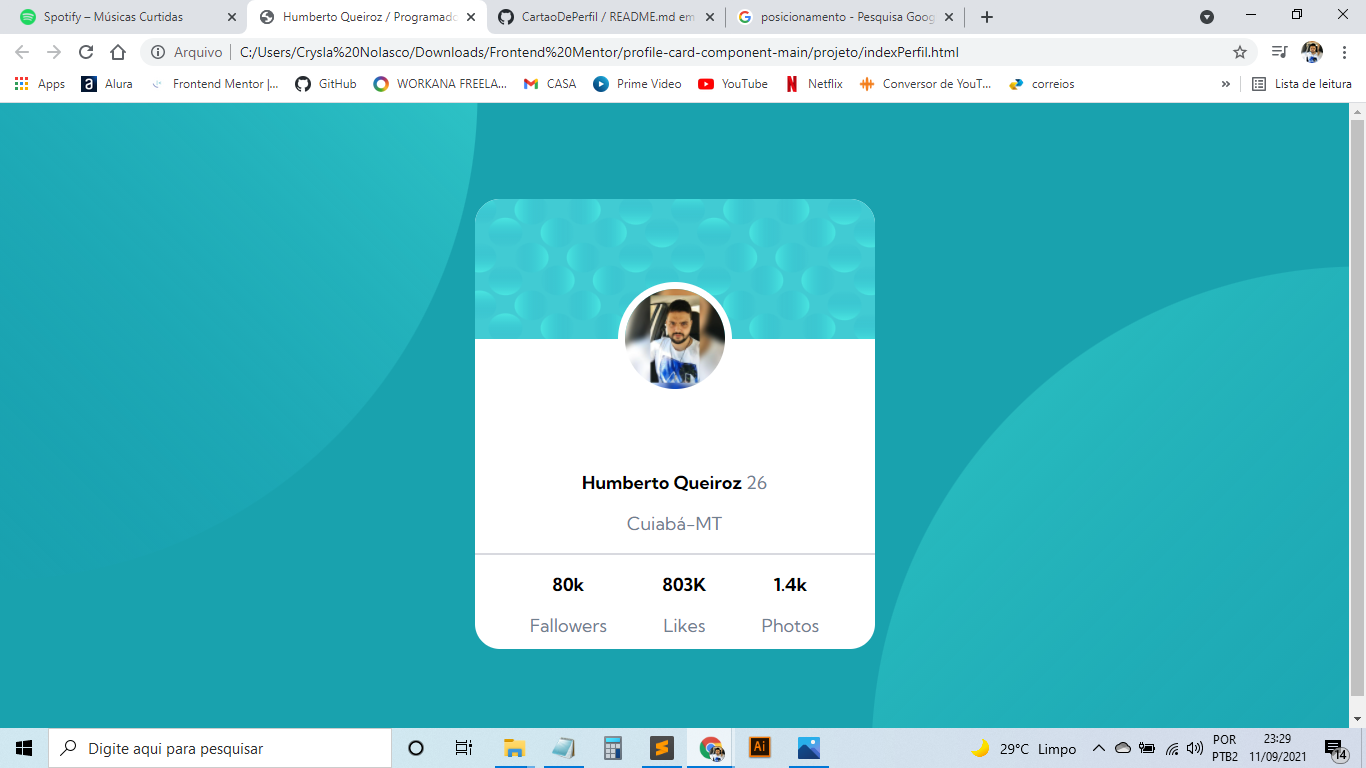 Spotify – Músicas Curtidas
Humberto Queiroz / Programado
CartaoDePerfil / README.md em
posicionamento - Pesquisa Goog
Arquivo
C:/Users/Crysla%20Nolasco/Downloads/Frontend%20Mentor/profile-card-component-main/projeto/indexPerfil.html
Apps
Alura
Frontend Mentor |...
GitHub
WORKANA FREELA...
CASA
Prime Video
YouTube
Netflix
Conversor de YouT...
correios
»
Lista de leitura
Humberto Queiroz 26
Cuiabá-MT
80k 803K 1.4k
Fallowers Likes Photos
Digite aqui para pesquisar
Ai
29°C Limpo
POR
PTB2
23:29
11/09/2021
14